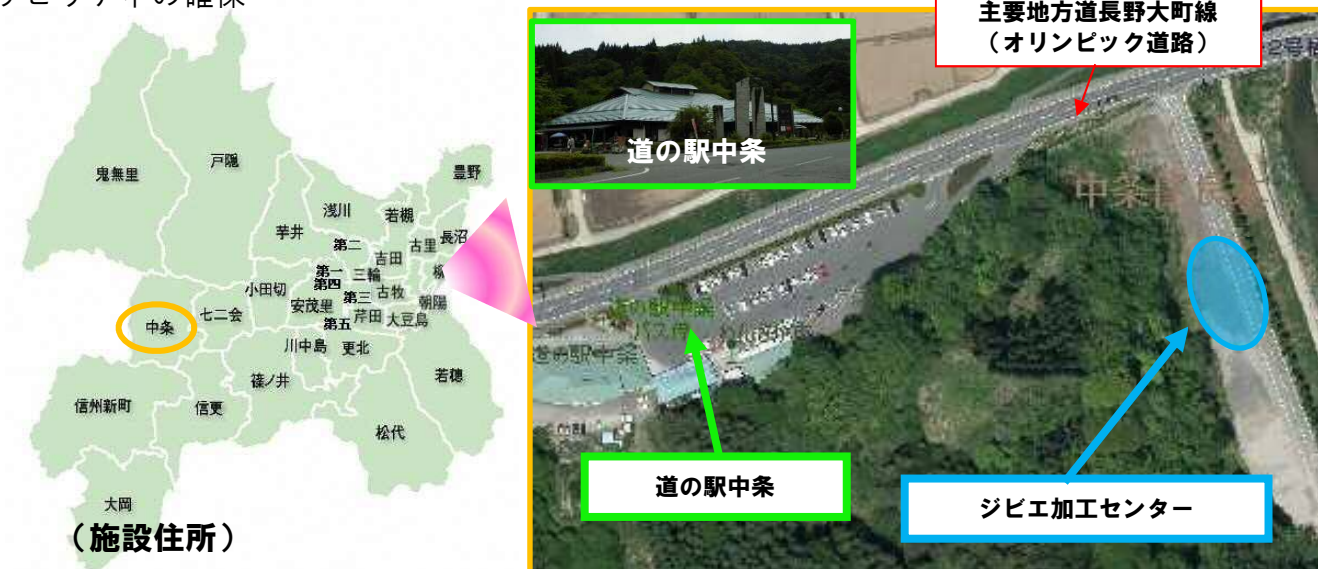 主要地方道長野大町線
（オリンピック道路）
道の駅中条
鬼無里
戸隠
豊野
浅川
若槻
芋井
第二
古里
長沼
吉田
第一
三輪
柳
第四
小田切
古牧
第三
安茂里
朝陽
七二会
中条
第五
芹田
大豆島
川中島
更北
篠ノ井
若穂
信州新町
信更
松代
大岡
（施設住所）
道の駅中条
道の駅中条
ジビエ加工センター